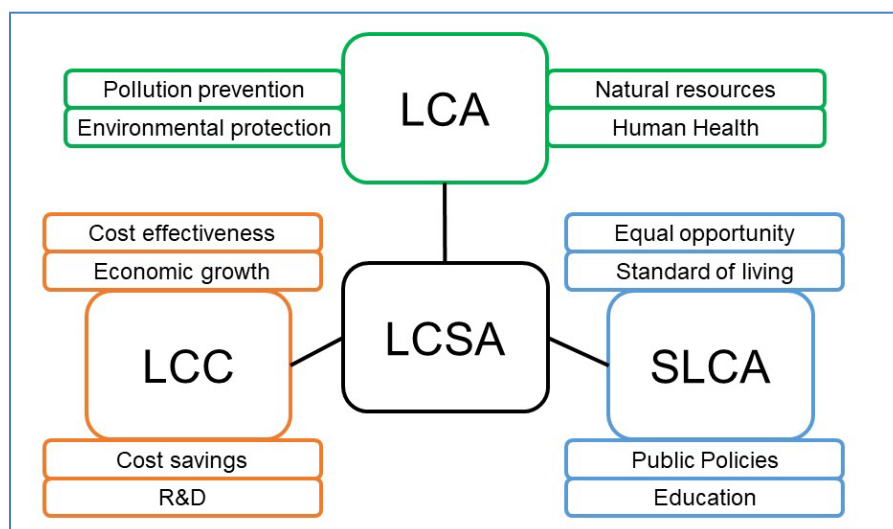 LCA
Pollution prevention
Environmental protection
Natural resources
Human Health
Cost effectiveness
Economic growth
LCC
Cost savings
R&D
LCSA
Equal opportunity
Standard of living
SLCA
Public Policies
Education